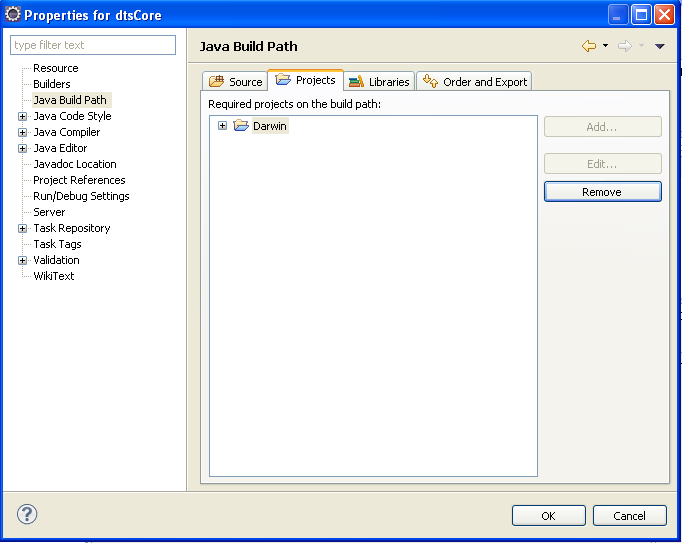 Properties for dtsCore
type filter text
Resource
Builders
Java Build Path
Java Code Style
Java Compiler
Java Editor
Javadoc Location
Project References
Run/Debug Settings
Server
Task Repository
Task Tags
Validation
WikiText
Java Build Path
Source Projects Libraries Order and Export
Required projects on the build path:
Darwin
Add...
Edit...
Remove
OK Cancel